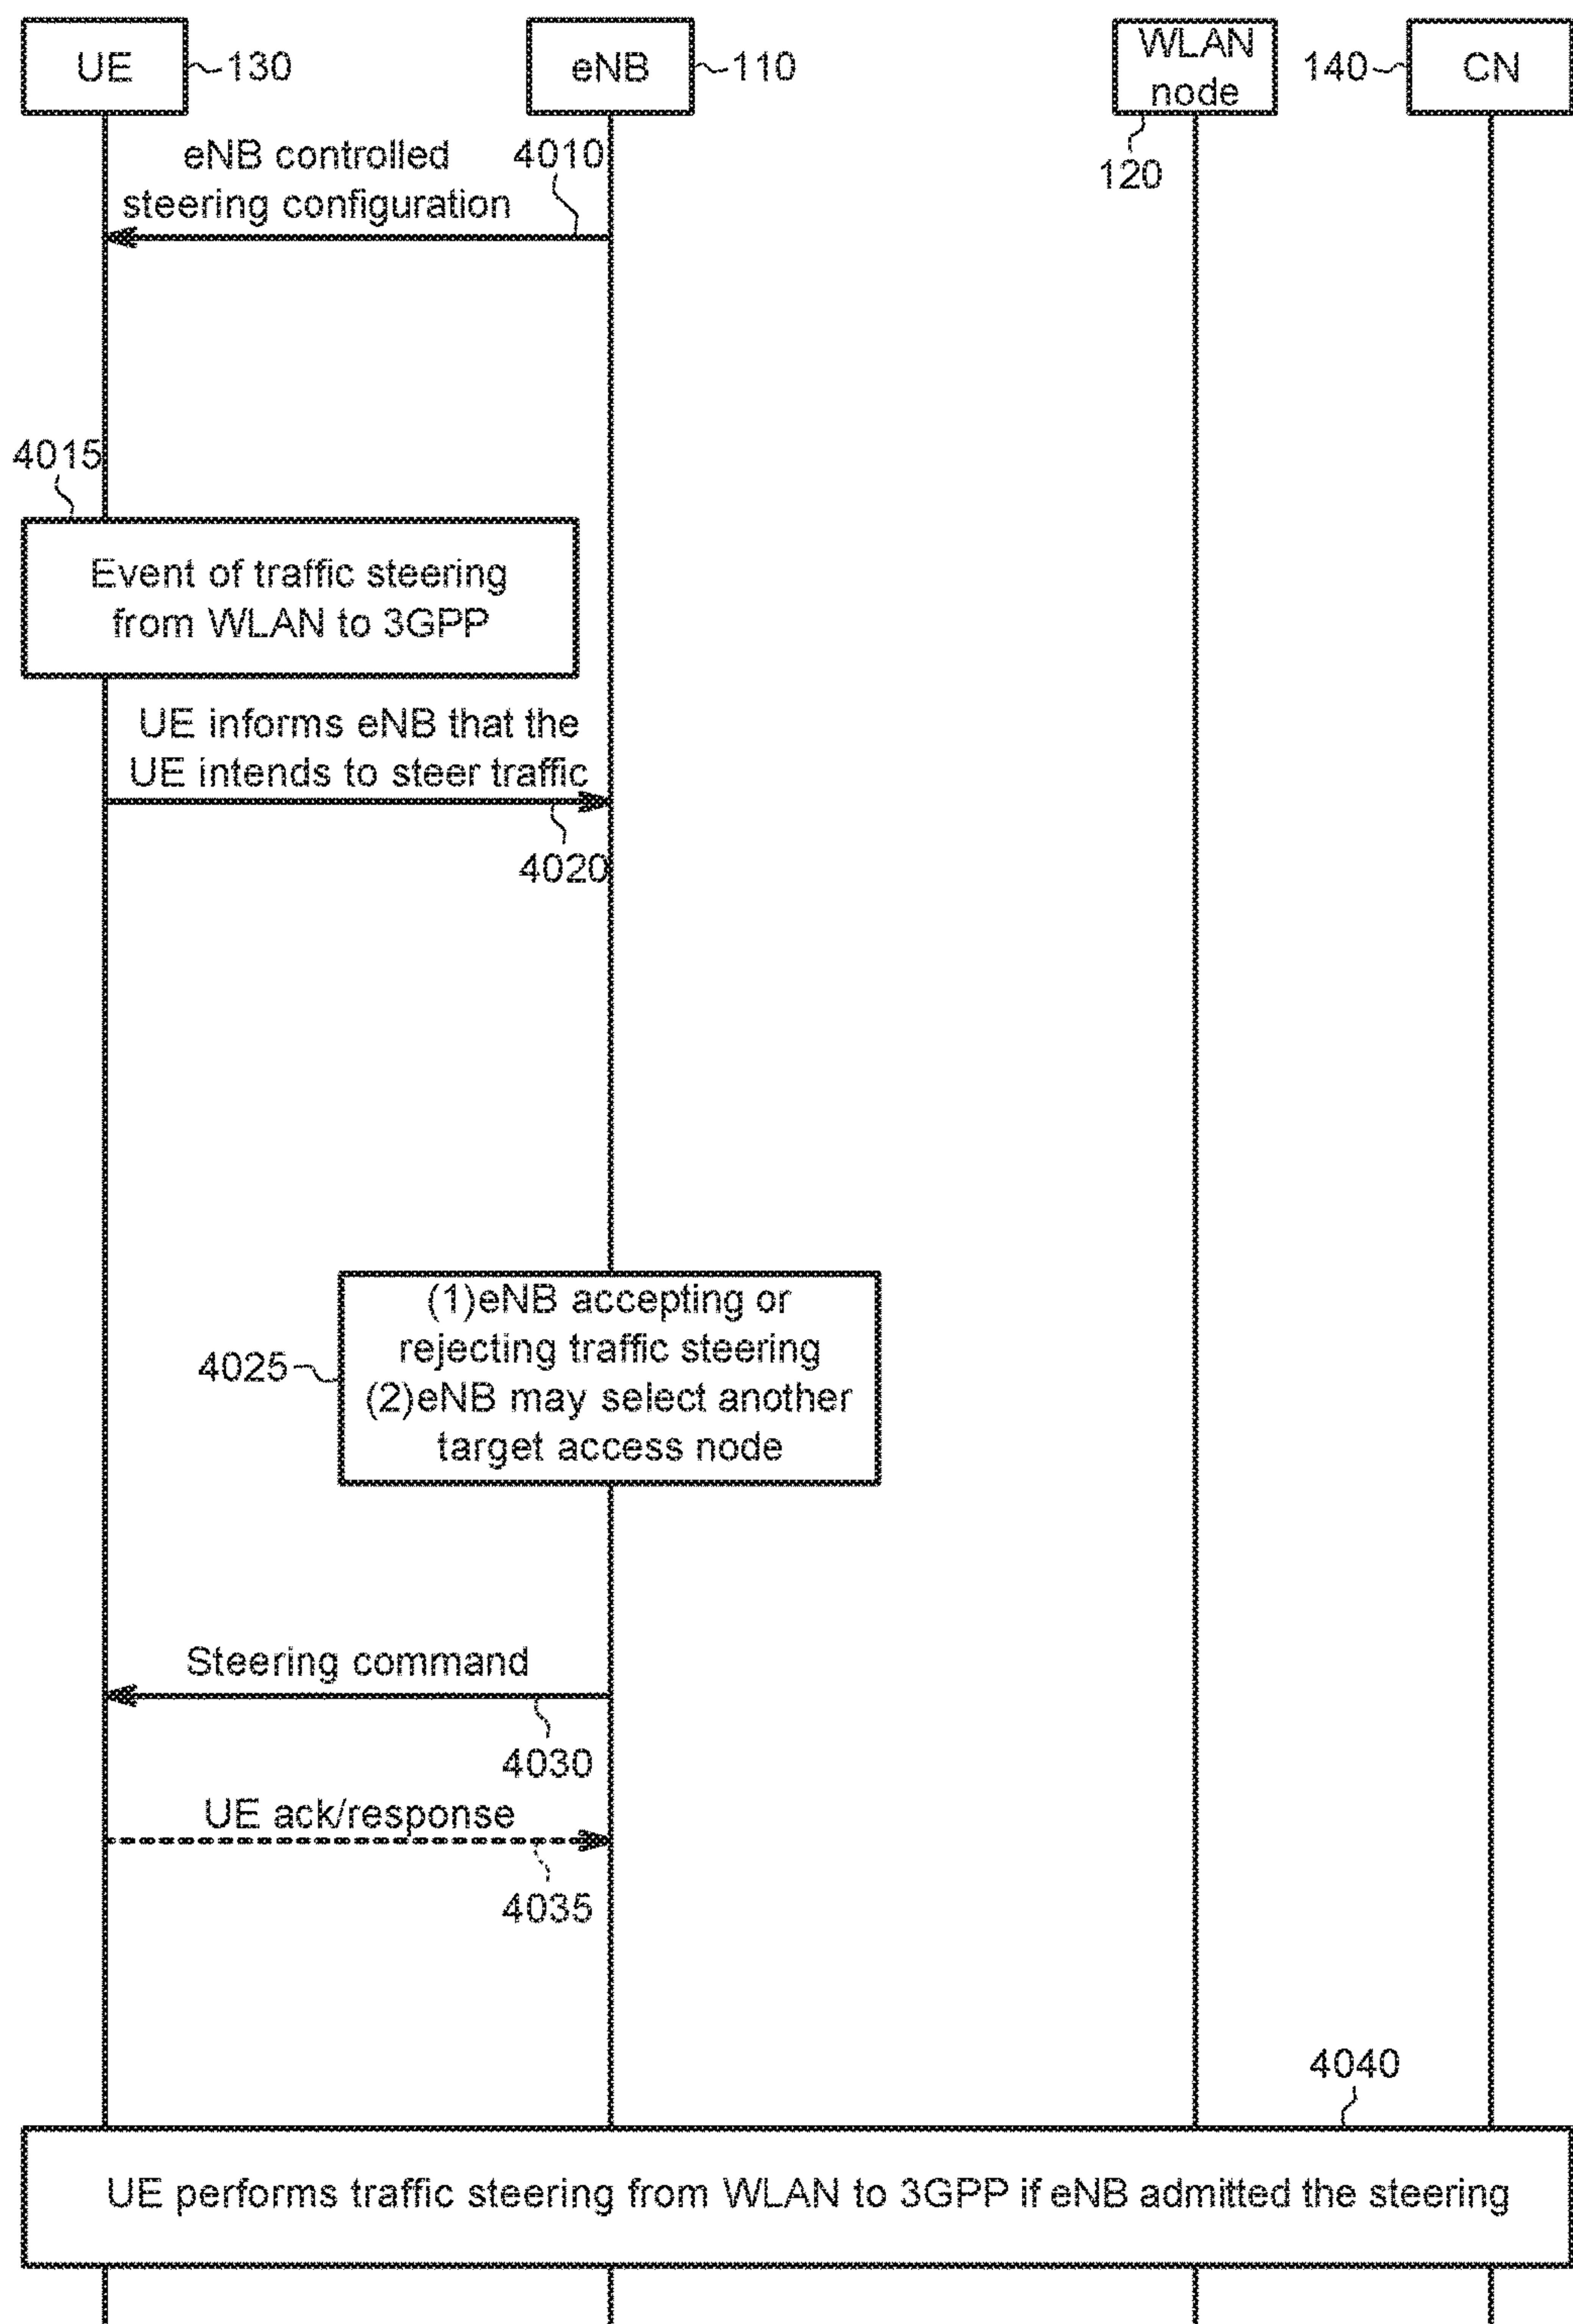 UE
130
eNB
110
WLAN
node
120
140
CN
eNB controlled
steering configuration
4010
4015
Event of traffic steering
from WLAN to 3GPP
UE informs eNB that the
UE intends to steer traffic
4020
(1)eNB accepting or
rejecting traffic steering
(2)eNB may select another
target access node
4025
Steering command
4030
UE ack/response
4035
4040
UE performs traffic steering from WLAN to 3GPP if eNB admitted the steering